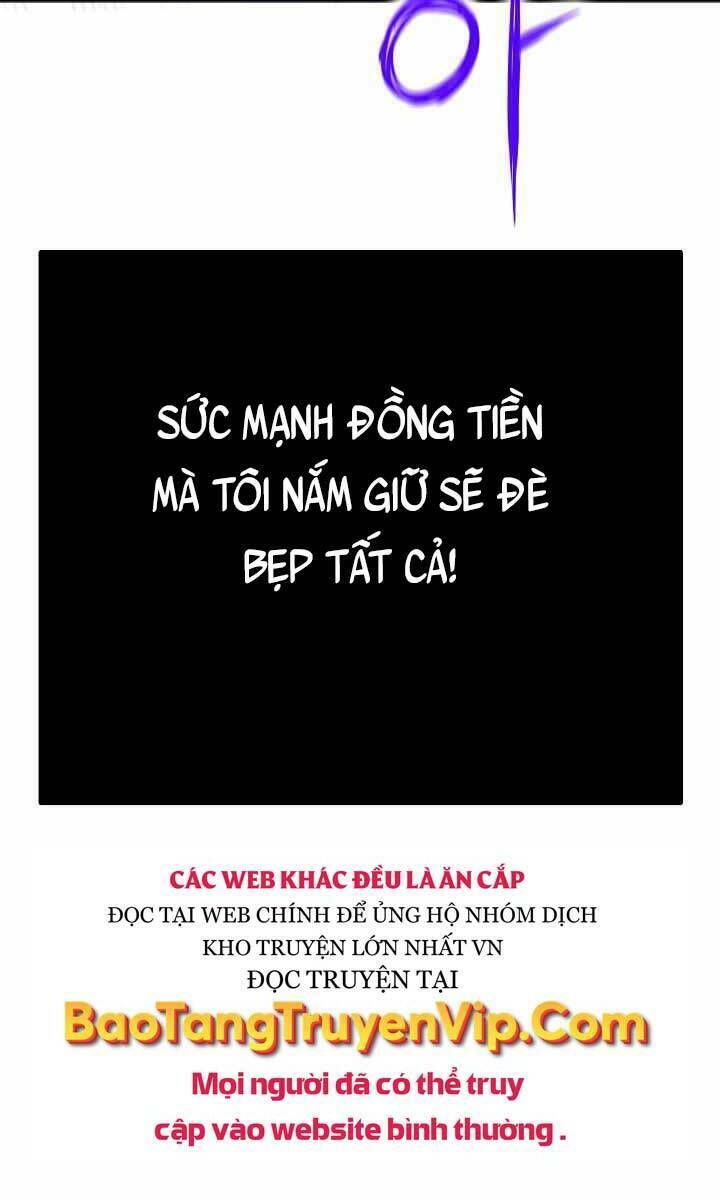 야
SỨC MẠNH ĐỒNG TIỀN
MÀ TÔI NẮM GIỮ SẼ ĐÈ
BẸP TẤT CẢ!
CÁC WEB KHÁC ĐỀU LÀ ĂN CẮP
ĐỌC TẠI WEB CHÍNH ĐỂ ỦNG HỘ NHÓM DỊCH
KHO TRUYỆN LỚN NHẤT VN
ĐỌC TRUYỆN TẠI
BaoTangTruyenVip.Com
Mọi người đã có thể truy
cập vào website bình thường.